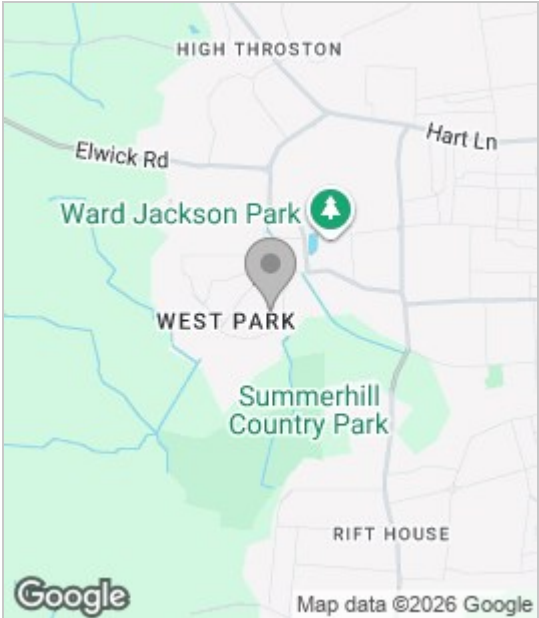 HIGH THROSTON
Hart Ln
Elwick Rd
Ward Jackson Park
WEST PARK
Summerhill
Country Park
RIFT HOUSE
Google
Map data ©2026 Google